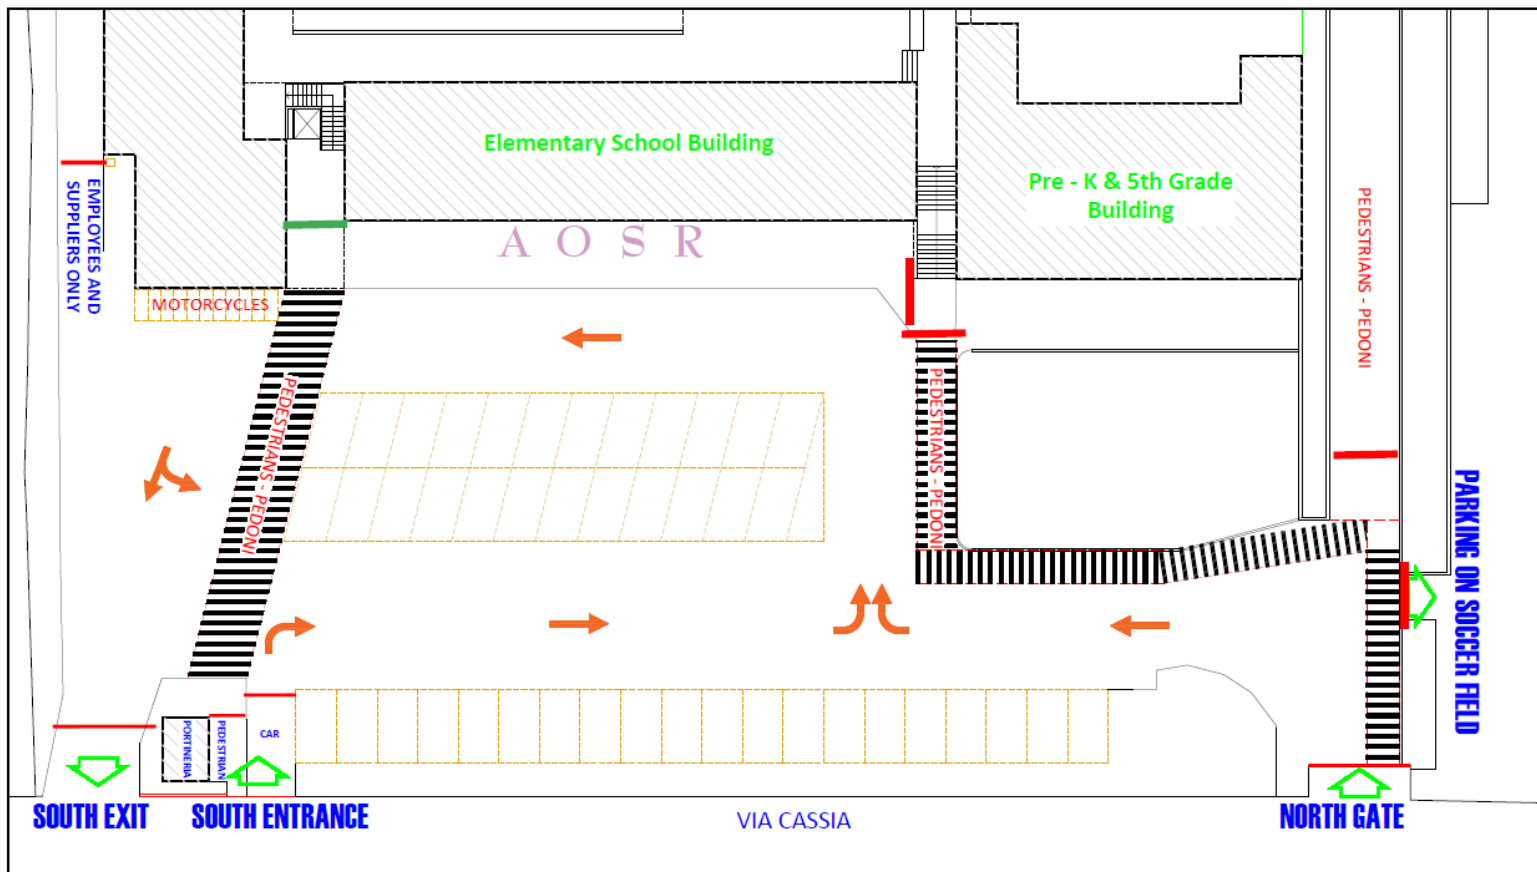 Elementary School Building
Pre - K & 5th Grade
Building
EMPLOYEES AND
SUPPLIERS ONLY
PEDESTRIANS - PEDONI
A O S R
MOTORCYCLES
PEDESTRIANS - PEDONI
PEDESTRIANS - PEDONI
PARKING ON SOCCER FIELD
PORTINERIA
PEDESTRIAN
CAR
SOUTH EXIT
SOUTH ENTRANCE
VIA CASSIA
NORTH GATE